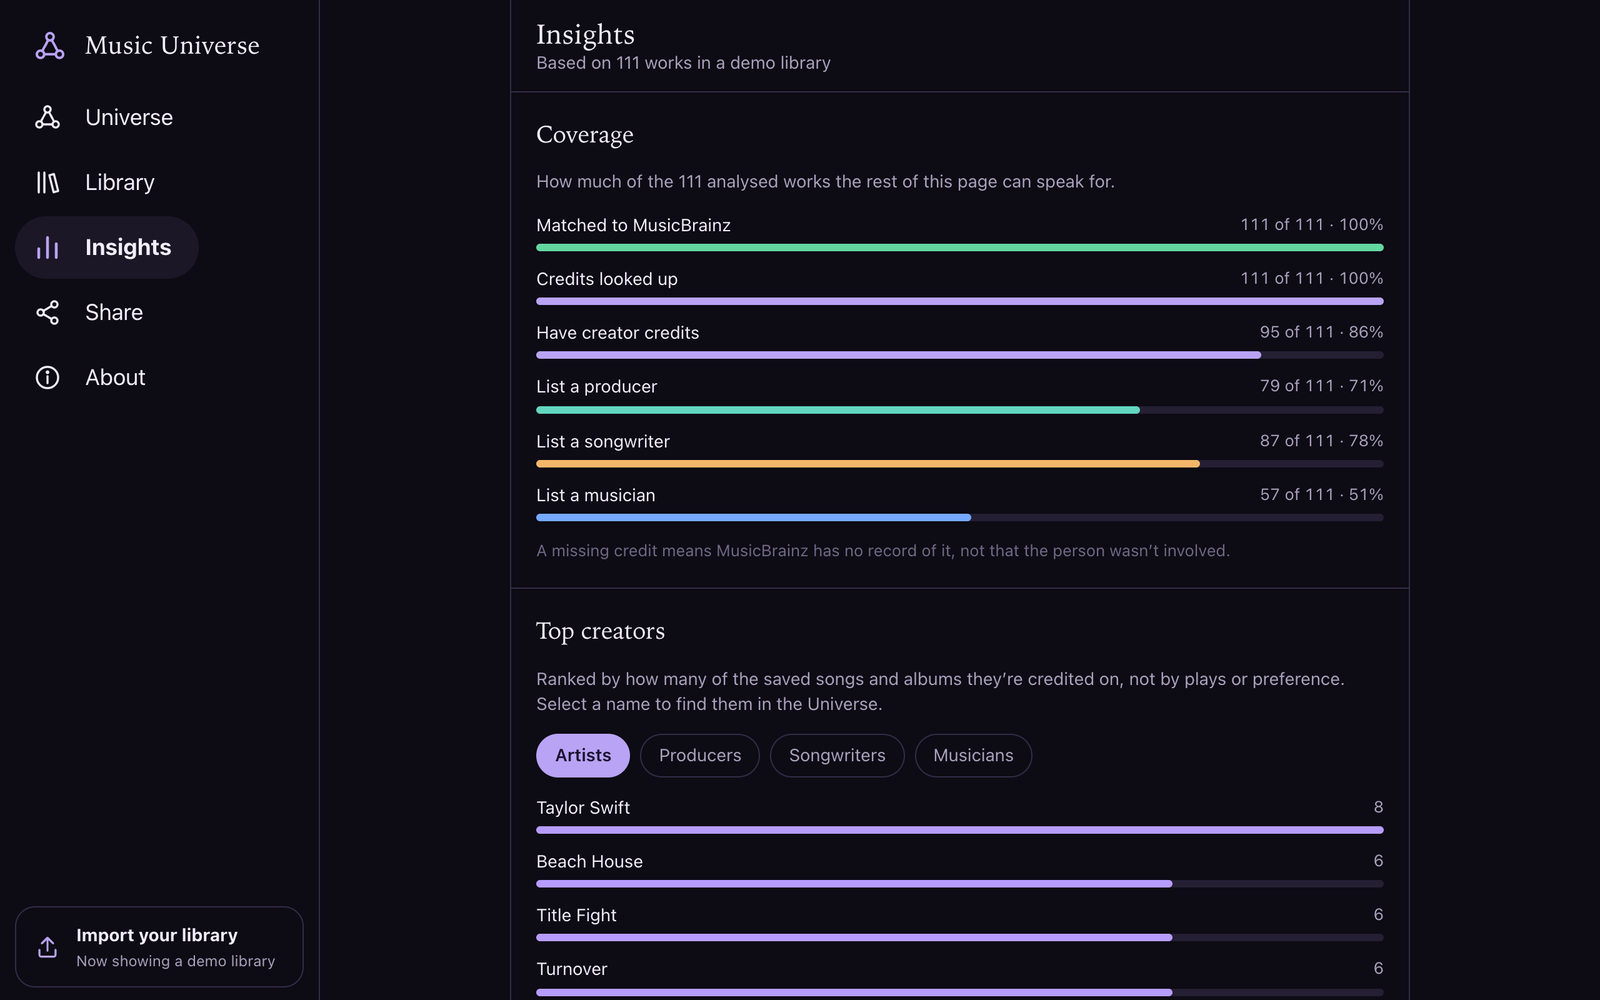 Music Universe
Universe
Library
Insights
Share
About
Import your library
Now showing a demo library
Insights
Based on 111 works in a demo library
Coverage
How much of the 111 analysed works the rest of this page can speak for.
Matched to MusicBrainz 111 of 111 · 100%
Credits looked up 111 of 111 · 100%
Have creator credits 95 of 111 · 86%
List a producer 79 of 111 · 71%
List a songwriter 87 of 111 · 78%
List a musician 57 of 111 · 51%
A missing credit means MusicBrainz has no record of it, not that the person wasn’t involved.
Top creators
Ranked by how many of the saved songs and albums they’re credited on, not by plays or preference.
Select a name to find them in the Universe.
Artists Producers Songwriters Musicians
Taylor Swift 8
Beach House 6
Title Fight 6
Turnover 6